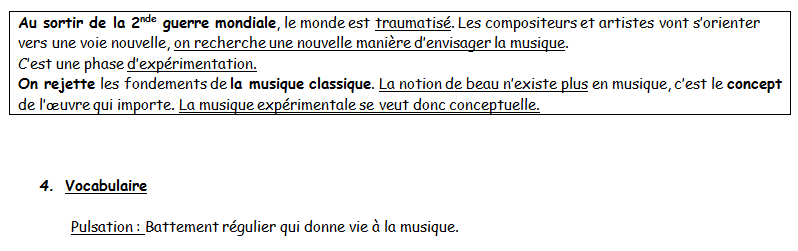 Au sortir de la 2nde guerre mondiale, le monde est traumatisé. Les compositeurs et artistes vont s'orienter
vers une voie nouvelle, on recherche une nouvelle manière d'envisager la musique.
C'est une phase d'expérimentation.
On rejette les fondements de la musique classique. La notion de beau n'existe plus en musique, c'est le concept
de l'œuvre qui importe. La musique expérimentale se veut donc conceptuelle.
4. Vocabulaire
Pulsation : Battement régulier qui donne vie à la musique.